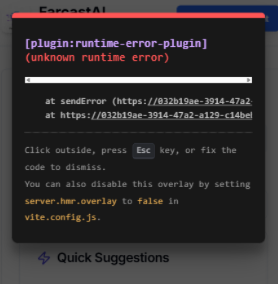 FarcastAI
[plugin:runtime-error-plugin]
(unknown runtime error)
at sendError (https://032b19ae-3914-47a2-
at https://032b19ae-3914-47a2-a129-c14be
Click outside, press Esc key, or fix the
code to dismiss.
You can also disable this overlay by setting
server.hmr.overlay to false in
vite.config.js.
Quick Suggestions